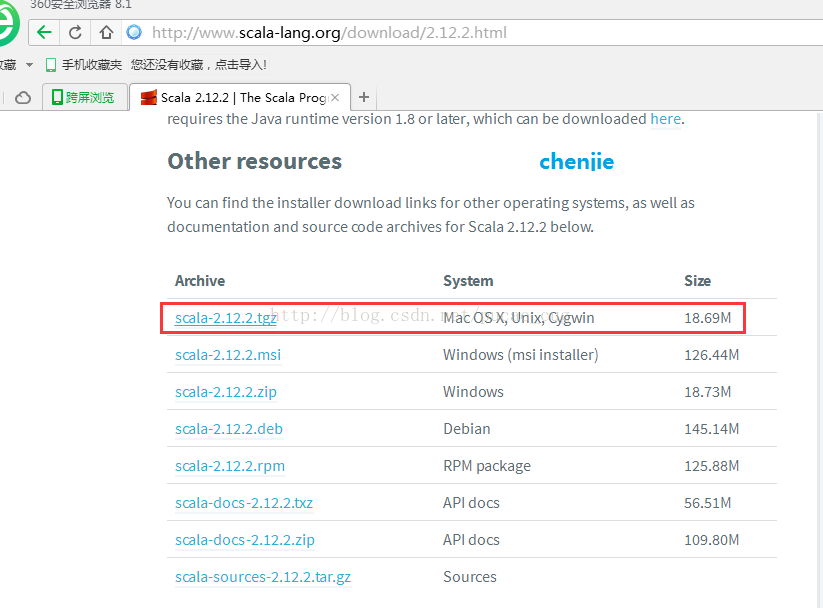 360安全浏览器 8.1
http://www.scala-lang.org/download/2.12.2.html
收藏 手机收藏夹 您还没有收藏，点击导入!
跨屏浏览 Scala 2.12.2 | The Scala Prog
requires the Java runtime version 1.8 or later, which can be downloaded here.
Other resources
chenjie
You can find the installer download links for other operating systems, as well as
documentation and source code archives for Scala 2.12.2 below.
Archive System Size
scala-2.12.2.tgz Mac OS X, Unix, Cygwin 18.69M
http://blog.csdn.net/
scala-2.12.2.msi Windows (msi installer) 126.44M
scala-2.12.2.zip Windows 18.73M
scala-2.12.2.deb Debian 145.14M
scala-2.12.2.rpm RPM package 125.88M
scala-docs-2.12.2.txz API docs 56.51M
scala-docs-2.12.2.zip API docs 109.80M
scala-sources-2.12.2.tar.gz Sources